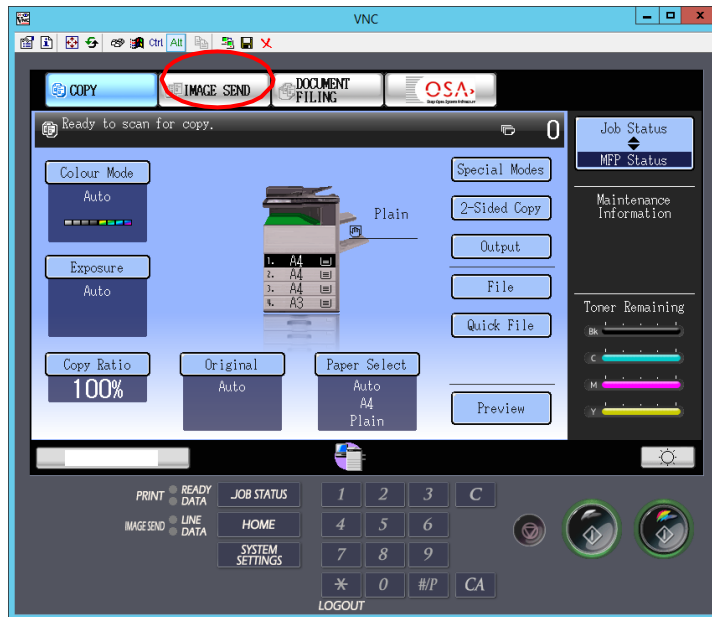 VNC
Ctrl Alt
COPY
IMAGE SEND
DOCUMENT
FILING
OSA
Ready to scan for copy.
0
Job Status
MFP Status
Colour Mode
Auto
Special Modes
Maintenance
Information
Plain
2-Sided Copy
Output
Exposure
Auto
1. A4
2. A4
3. A4
4. A3
File
Quick File
Toner Remaining
Bk
C
M
Y
Copy Ratio
100%
Original
Auto
Paper Select
Auto
A4
Plain
Preview
PRINT READY
DATA
JOB STATUS
1 2 3 C
IMAGE SEND LINE
DATA
HOME
4 5 6
SYSTEM
SETTINGS
7 8 9
* 0 #/P CA
LOGOUT